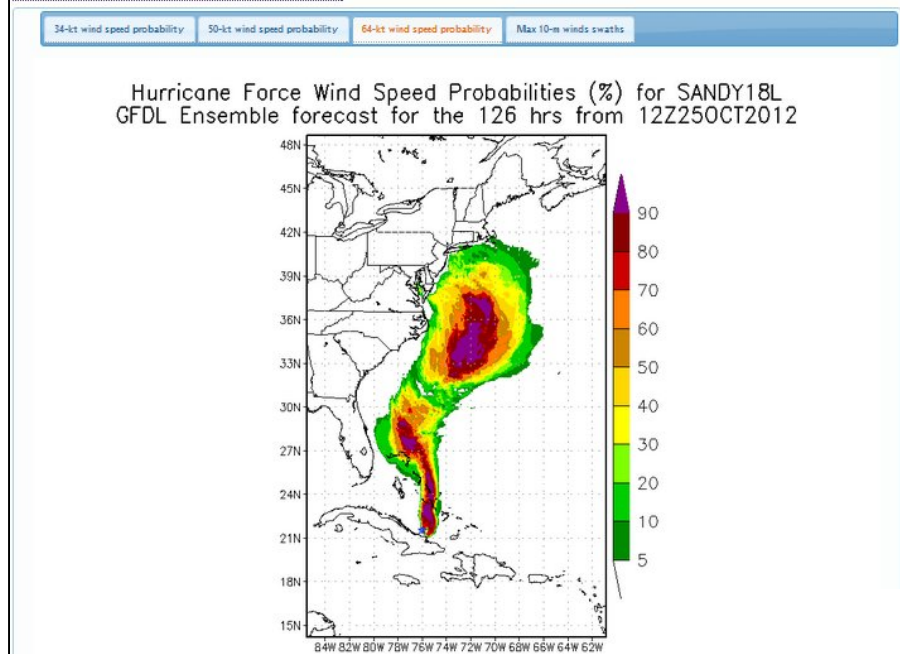 34-kt wind speed probability 50-kt wind speed probability 64-kt wind speed probability Max 10-m winds swaths
Hurricane Force Wind Speed Probabilities (%) for SANDY18L
GFDL Ensemble forecast for the 126 hrs from 12Z25OCT2012
48N
45N
42N
39N
36N
33N
30N
27N
24N
21N
18N
15N
84W 82W 80W 78W 76W 74W 72W 70W 68W 66W 64W 62W
90
80
70
60
50
40
30
20
10
5